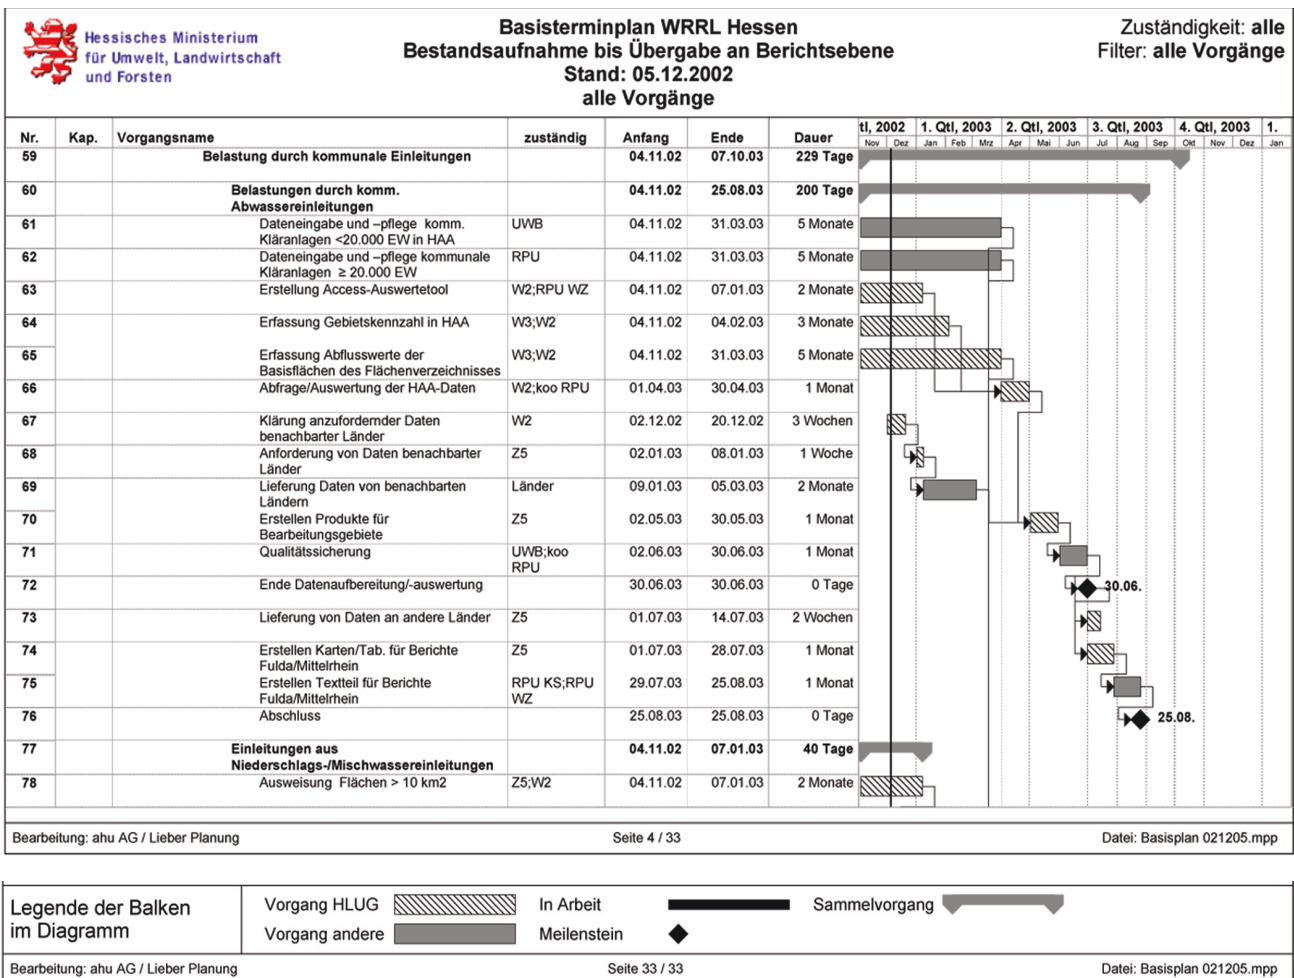 Hessisches Ministerium
für Umwelt, Landwirtschaft
und Forsten
Basisterminplan WRRL Hessen
Bestandsaufnahme bis Übergabe an Berichtsebene
Stand: 05.12.2002
alle Vorgänge
Zuständigkeit: alle
Filter: alle Vorgänge
Nr. Kap. Vorgangsname zuständig Anfang Ende Dauer
tl, 2002 1. Qtl, 2003 2. Qtl, 2003 3. Qtl, 2003 4. Qtl, 2003 1.
Nov Dez Jan Feb Mrz Apr Mai Jun Jul Aug Sep Okt Nov Dez Jan
59 Belastung durch kommunale Einleitungen 04.11.02 07.10.03 229 Tage
60 Belastungen durch komm. 04.11.02 25.08.03 200 Tage
Abwassereinleitungen
61 Dateneingabe und –pflege komm. UWB 04.11.02 31.03.03 5 Monate
Kläranlagen <20.000 EW in HAA
62 Dateneingabe und –pflege kommunale RPU 04.11.02 31.03.03 5 Monate
Kläranlagen ≥ 20.000 EW
63 Erstellung Access-Auswertetool W2;RPU WZ 04.11.02 07.01.03 2 Monate
64 Erfassung Gebietskennzahl in HAA W3;W2 04.11.02 04.02.03 3 Monate
65 Erfassung Abflusswerte der W3;W2 04.11.02 31.03.03 5 Monate
Basisflächen des Flächenverzeichnisses
66 Abfrage/Auswertung der HAA-Daten W2;koo RPU 01.04.03 30.04.03 1 Monat
67 Klärung anzufordernder Daten W2 02.12.02 20.12.02 3 Wochen
benachbarter Länder
68 Anforderung von Daten benachbarter Z5 02.01.03 08.01.03 1 Woche
Länder
69 Lieferung Daten von benachbarten Länder 09.01.03 05.03.03 2 Monate
Ländern
70 Erstellen Produkte für Z5 02.05.03 30.05.03 1 Monat
Bearbeitungsgebiete
71 Qualitätssicherung UWB;koo 02.06.03 30.06.03 1 Monat
RPU
72 Ende Datenaufbereitung/-auswertung 30.06.03 30.06.03 0 Tage 30.06.
73 Lieferung von Daten an andere Länder Z5 01.07.03 14.07.03 2 Wochen
74 Erstellen Karten/Tab. für Berichte Z5 01.07.03 28.07.03 1 Monat
Fulda/Mittelrhein
75 Erstellen Textteil für Berichte RPU KS;RPU 29.07.03 25.08.03 1 Monat
Fulda/Mittelrhein WZ
76 Abschluss 25.08.03 25.08.03 0 Tage 25.08.
77 Einleitungen aus 04.11.02 07.01.03 40 Tage
Niederschlags-/Mischwassereinleitungen
78 Ausweisung Flächen > 10 km2 Z5;W2 04.11.02 07.01.03 2 Monate
Bearbeitung: ahu AG / Lieber Planung Seite 4 / 33 Datei: Basisplan 021205.mpp
Legende der Balken
im Diagramm
Vorgang HLUG In Arbeit Sammelvorgang
Vorgang andere Meilenstein
Bearbeitung: ahu AG / Lieber Planung Seite 33 / 33 Datei: Basisplan 021205.mpp